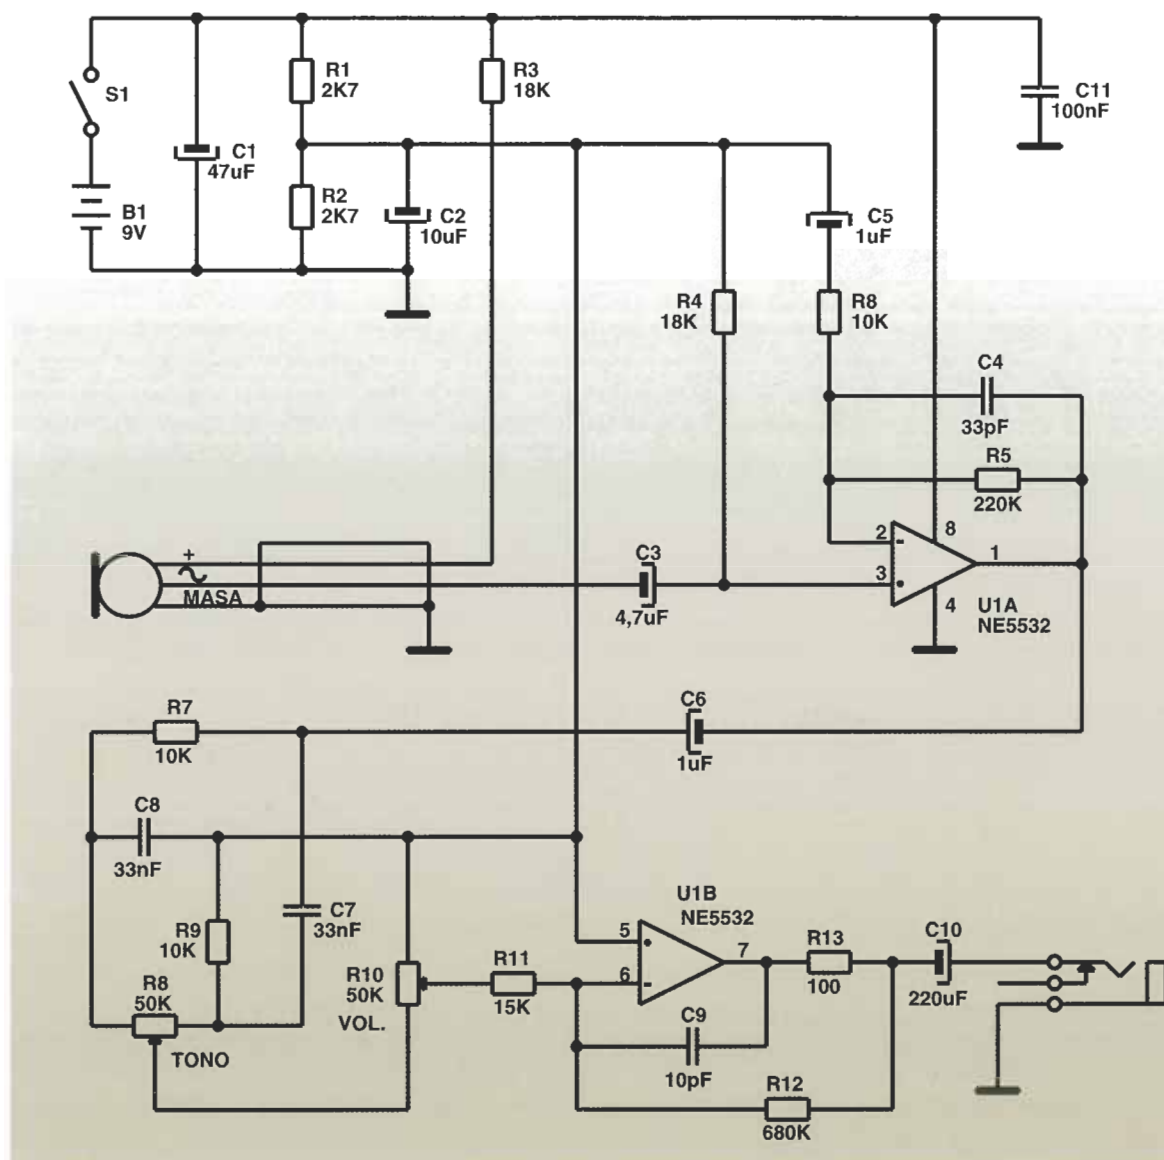 S1
B1
9V
C1
47uF
R1
2K7
R2
2K7
C2
10uF
R3
18K
C11
100nF
C5
1uF
R4
18K
R8
10K
C4
33pF
R5
220K
+
MASA
C3
4,7uF
2
-
3
8
1
4
U1A
NE5532
R7
10K
C6
1uF
C8
33nF
R9
10K
C7
33nF
R8
50K
TONO
R10
50K
VOL.
R11
15K
U1B
NE5532
5
6
-
7
R13
100
C10
220uF
C9
10pF
R12
680K